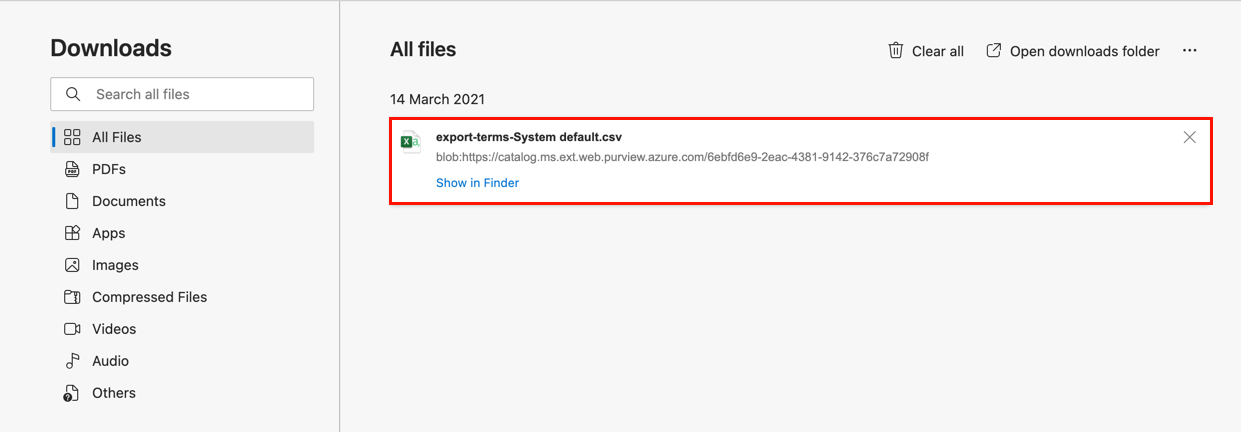 Downloads
Search all files
All Files
PDFs
Documents
Apps
Images
Compressed Files
Videos
Audio
Others
All files
Clear all
Open downloads folder
14 March 2021
export-terms-System default.csv
blob:https://catalog.ms.ext.web.purview.azure.com/6ebfd6e9-2eac-4381-9142-376c7a72908f
Show in Finder